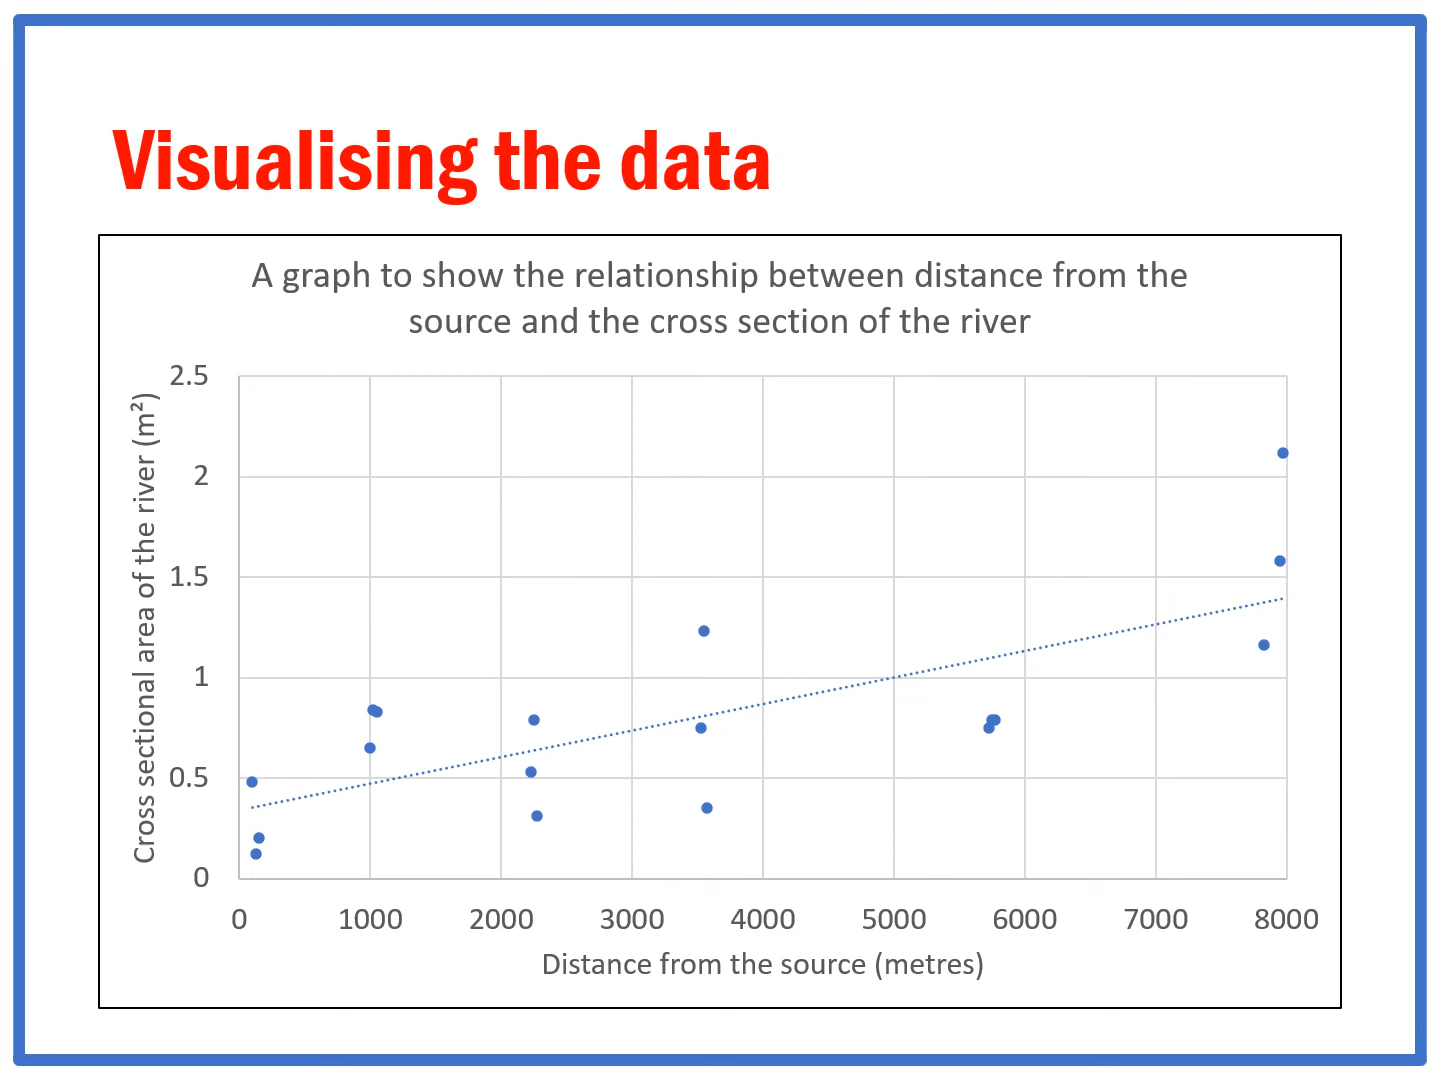 Visualising the data
A graph to show the relationship between distance from the
source and the cross section of the river
Cross sectional area of the river (m²)
2.5
2
1.5
1
0.5
0
0 1000 2000 3000 4000 5000 6000 7000 8000
Distance from the source (metres)